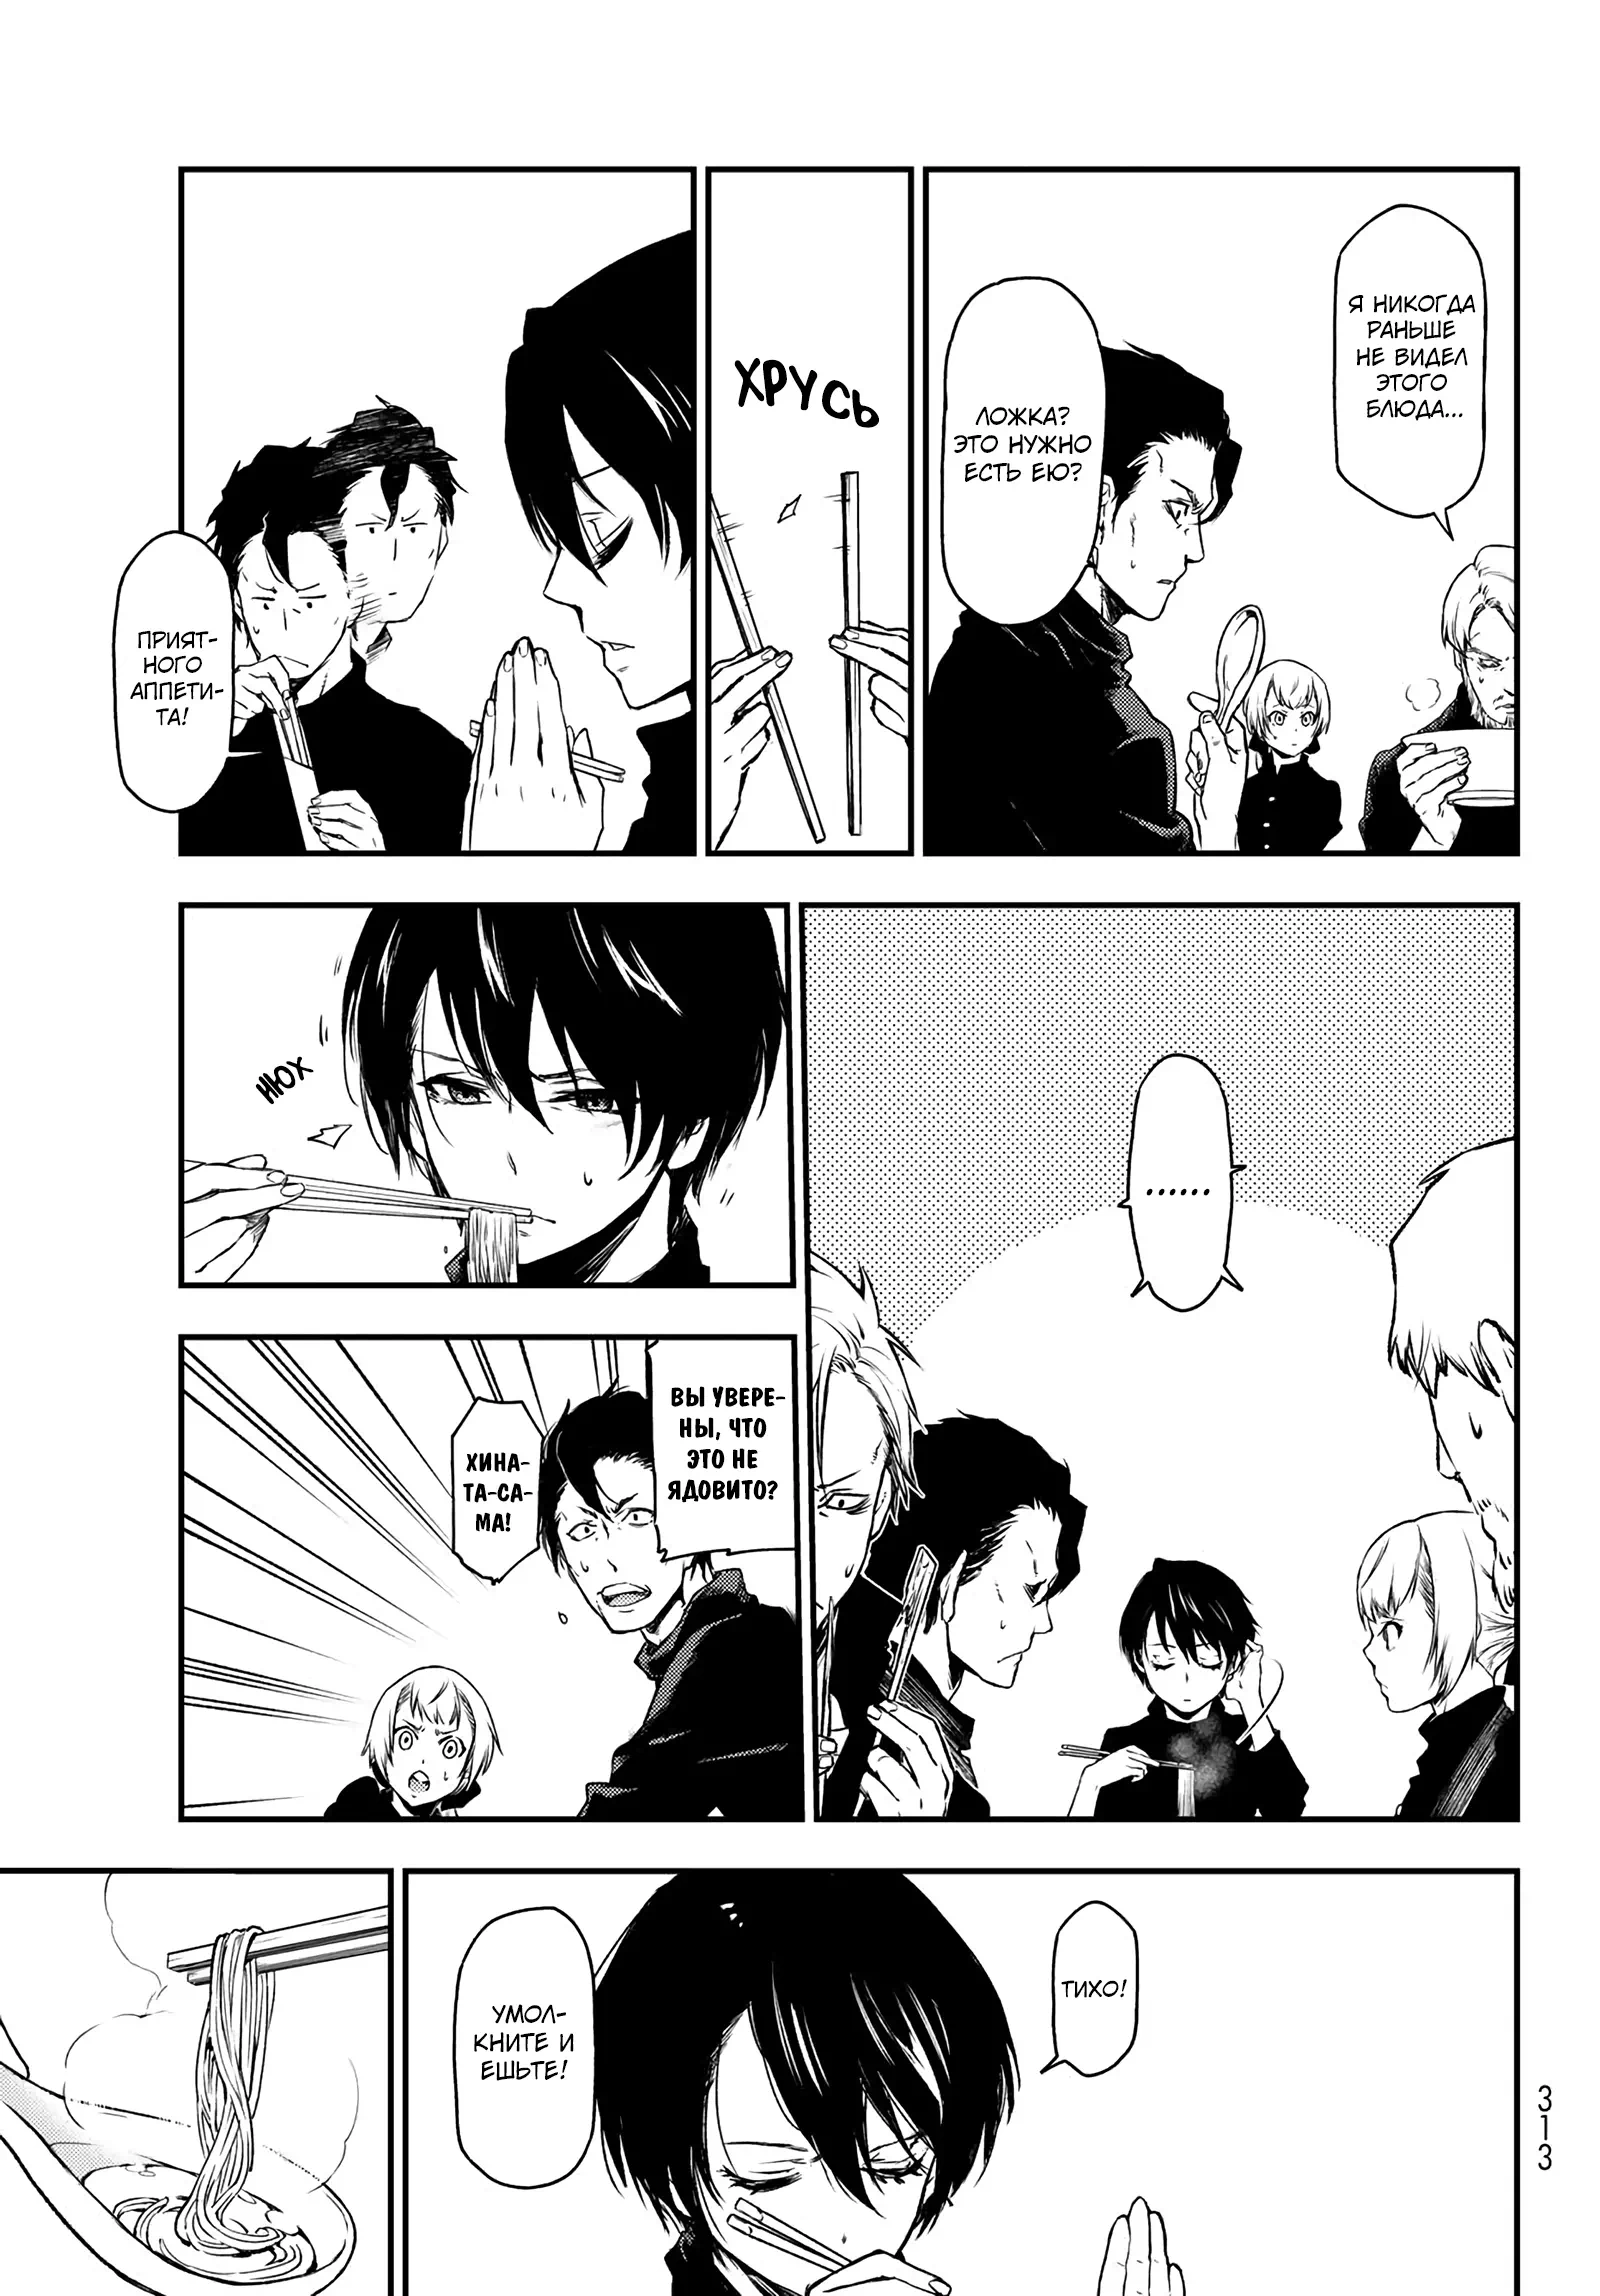 Я НИКОГДА
РАНЬШЕ
НЕ ВИДЕЛ
ЭТОГО
БЛЮДА...
ЛОЖКА?
ЭТО НУЖНО
ЕСТЬ ЕЮ?
ХРУСЬ
ПРИЯТ-
НОГО
АППЕТИ-
ТА!
......
НЮХ
ВЫ УВЕРЕ-
НЫ, ЧТО
ЭТО НЕ
ЯДОВИТО?
ХИНА-
ТА-СА-
МА!
ТИХО!
УМОЛ-
КНИТЕ И
ЕШЬТЕ!
313